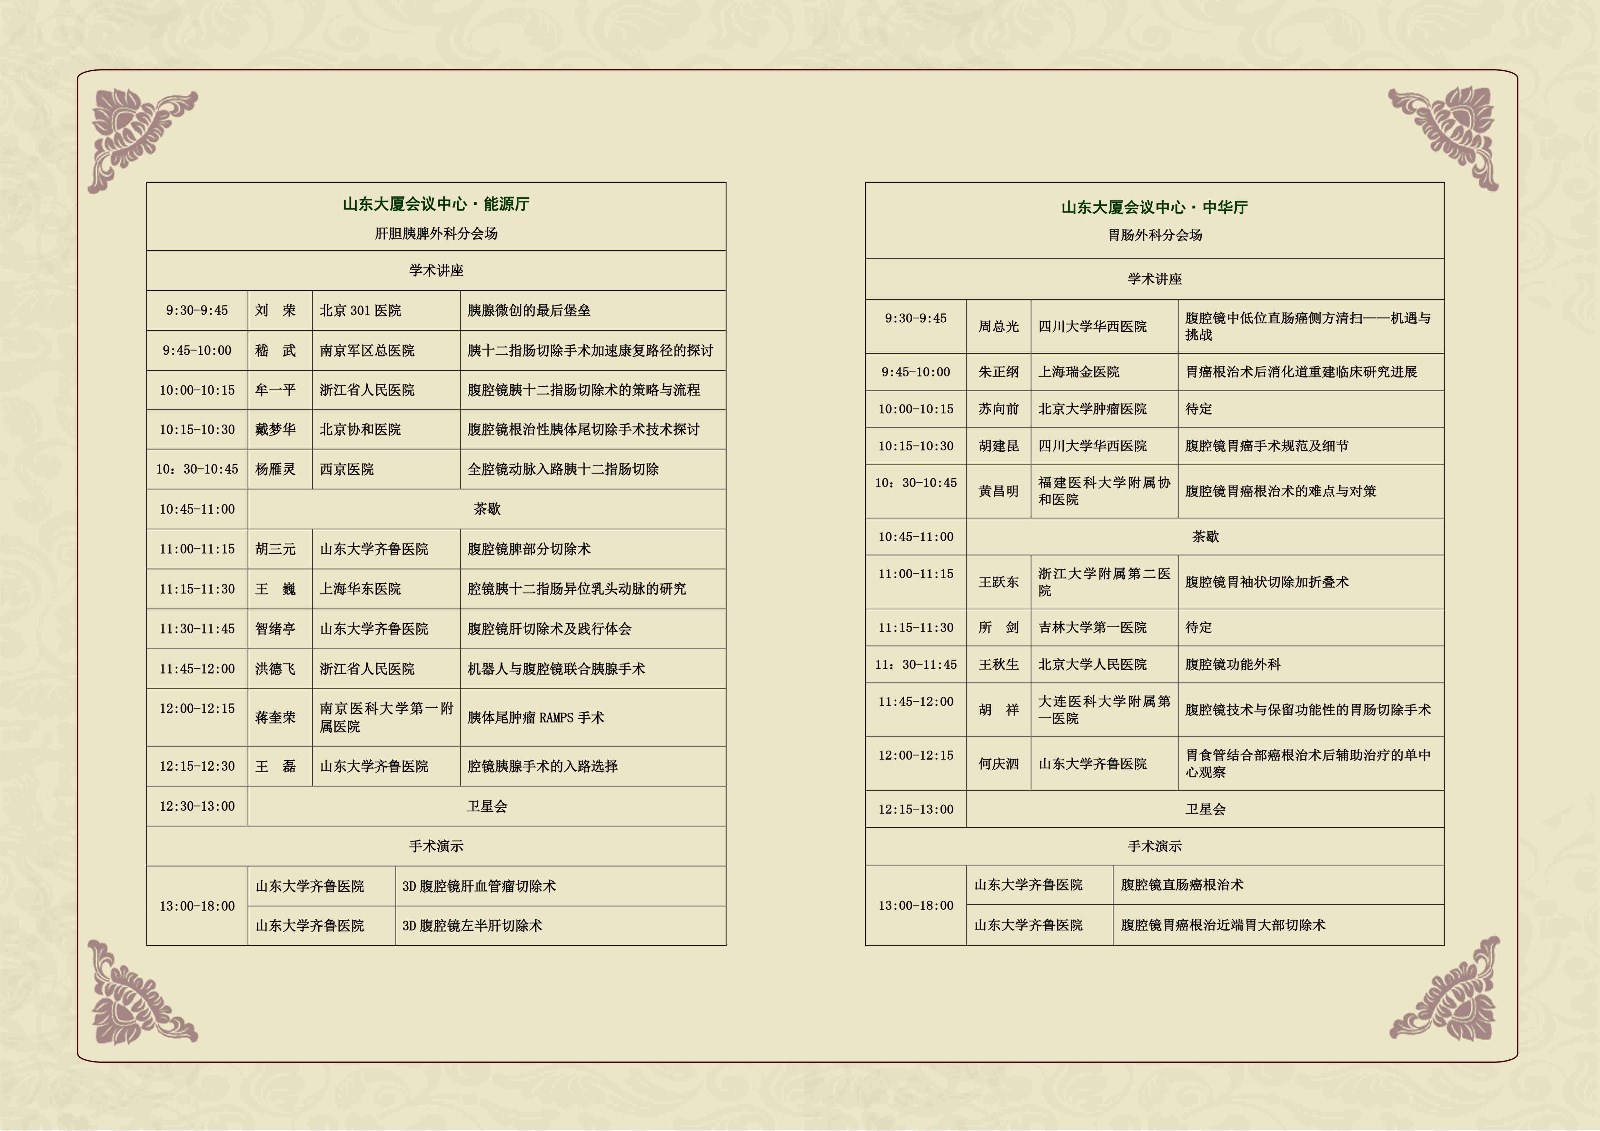 山东大厦会议中心·能源厅
肝胆胰脾外科分会场
学术讲座
9:30-9:45 刘 荣 北京 301 医院 胰腺微创的最后堡垒
9:45-10:00 嵇 武 南京军区总医院 胰十二指肠切除手术加速康复路径的探讨
10:00-10:15 牟一平 浙江省人民医院 腹腔镜胰十二指肠切除术的策略与流程
10:15-10:30 戴梦华 北京协和医院 腹腔镜根治性胰体尾切除手术技术探讨
10：30-10:45 杨雁灵 西京医院 全腔镜动脉入路胰十二指肠切除
10:45-11:00 茶歇
11:00-11:15 胡三元 山东大学齐鲁医院 腹腔镜脾部分切除术
11:15-11:30 王 巍 上海华东医院 腔镜胰十二指肠异位乳头动脉的研究
11:30-11:45 智绪亭 山东大学齐鲁医院 腹腔镜肝切除术及践行体会
11:45-12:00 洪德飞 浙江省人民医院 机器人与腹腔镜联合胰腺手术
12:00-12:15 蒋奎荣 南京医科大学第一附
属医院 胰体尾肿瘤 RAMPS 手术
12:15-12:30 王 磊 山东大学齐鲁医院 腔镜胰腺手术的入路选择
12:30-13:00 卫星会
手术演示
13:00-18:00 山东大学齐鲁医院 3D 腹腔镜肝血管瘤切除术
山东大学齐鲁医院 3D 腹腔镜左半肝切除术
山东大厦会议中心·中华厅
胃肠外科分会场
学术讲座
9:30-9:45 周总光 四川大学华西医院 腹腔镜中低位直肠癌侧方清扫——机遇与
挑战
9:45-10:00 朱正纲 上海瑞金医院 胃癌根治术后消化道重建临床研究进展
10:00-10:15 苏向前 北京大学肿瘤医院 待定
10:15-10:30 胡建昆 四川大学华西医院 腹腔镜胃癌手术规范及细节
10：30-10:45 黄昌明 福建医科大学附属协
和医院 腹腔镜胃癌根治术的难点与对策
10:45-11:00 茶歇
11:00-11:15 王跃东 浙江大学附属第二医
院 腹腔镜胃袖状切除加折叠术
11:15-11:30 所 剑 吉林大学第一医院 待定
11：30-11:45 王秋生 北京大学人民医院 腹腔镜功能外科
11:45-12:00 胡 祥 大连医科大学附属第
一医院 腹腔镜技术与保留功能性的胃肠切除手术
12:00-12:15 何庆泗 山东大学齐鲁医院 胃食管结合部癌根治术后辅助治疗的单中
心观察
12:15-13:00 卫星会
手术演示
13:00-18:00 山东大学齐鲁医院 腹腔镜直肠癌根治术
山东大学齐鲁医院 腹腔镜胃癌根治近端胃大部切除术